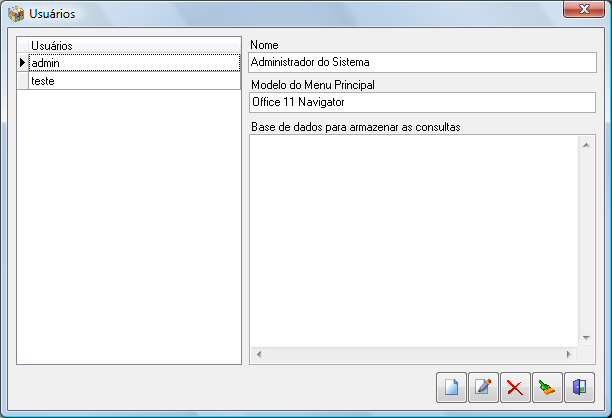 Usuários
Usuários
admin
teste
Nome
Administrador do Sistema
Modelo do Menu Principal
Office 11 Navigator
Base de dados para armazenar as consultas